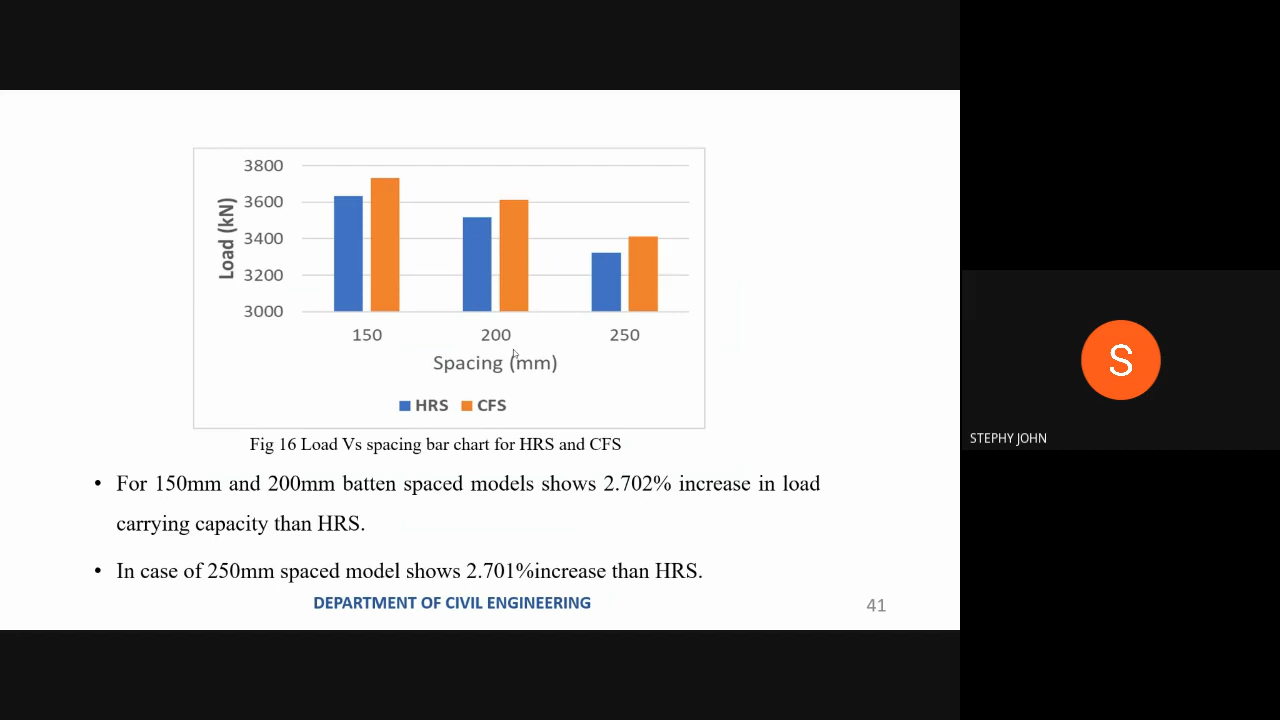 3800
3600
3400
3200
3000
Load (kN)
150 200 250
Spacing (mm)
HRS CFS
Fig 16 Load Vs spacing bar chart for HRS and CFS
• For 150mm and 200mm batten spaced models shows 2.702% increase in load
carrying capacity than HRS.
• In case of 250mm spaced model shows 2.701%increase than HRS.
DEPARTMENT OF CIVIL ENGINEERING
41
S
STEPHY JOHN